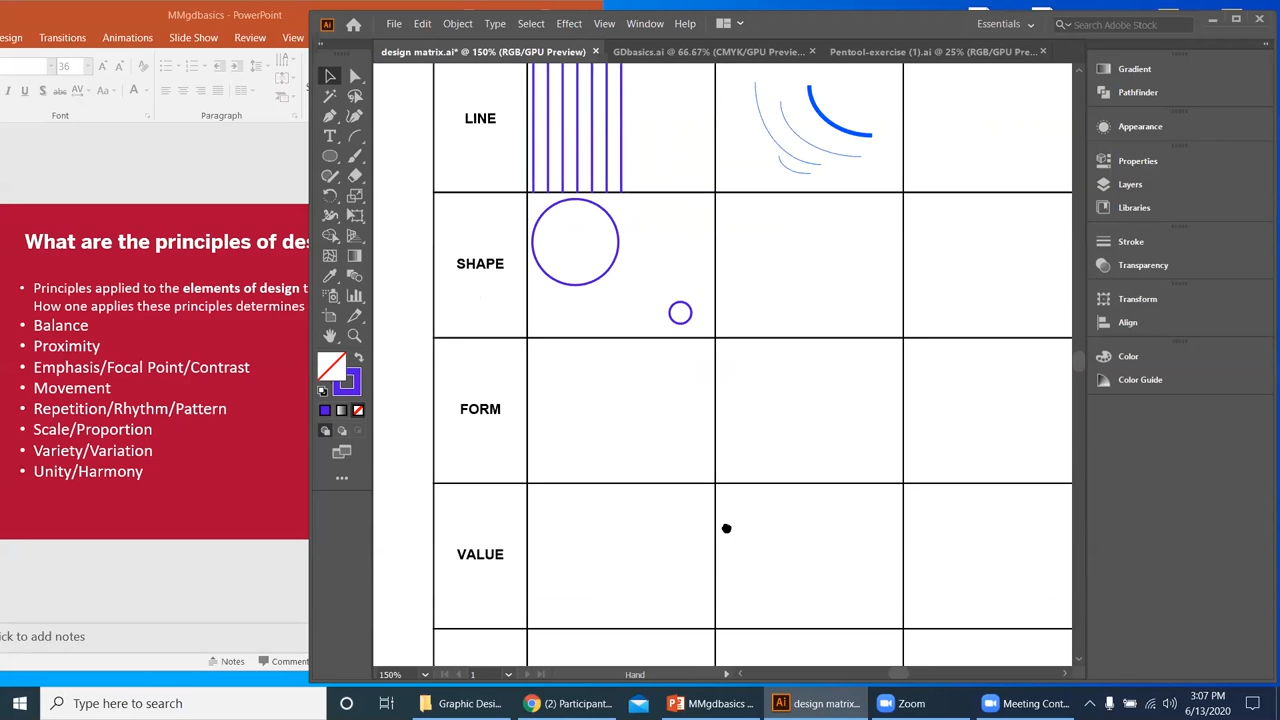 MMgdbasics - PowerPoint
Transitions Animations Slide Show Review View
36
Font Paragraph
What are the principles of des
• Principles applied to the elements of design t
How one applies these principles determines
• Balance
• Proximity
• Emphasis/Focal Point/Contrast
• Movement
• Repetition/Rhythm/Pattern
• Scale/Proportion
• Variety/Variation
• Unity/Harmony
ck to add notes
Notes Comment
Ai File Edit Object Type Select Effect View Window Help Essentials Search Adobe Stock
design matrix.ai* @ 150% (RGB/GPU Preview) × GDbasics.ai @ 66.67% (CMYK/GPU Previe... × Pentool-exercise (1).ai @ 25% (RGB/GPU Pre... ×
LINE
SHAPE
FORM
VALUE
Gradient
Pathfinder
Appearance
Properties
Layers
Libraries
Stroke
Transparency
Transform
Align
Color
Color Guide
150% 1 Hand
Type here to search
Graphic Desi...
(2) Participant...
MMgdbasics ...
design matrix...
Zoom
Meeting Cont...
3:07 PM
6/13/2020